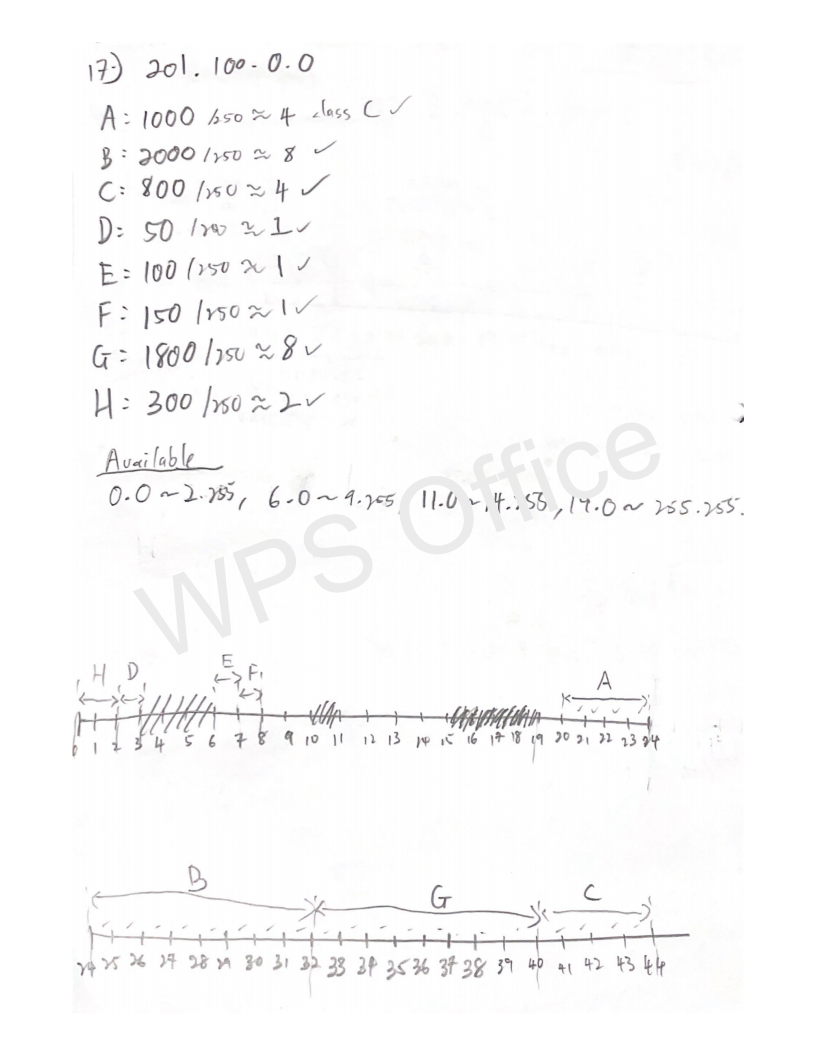 17) 201.100.0.0
A: 1000 /250 ≈ 4 class C ✓
B: 2000 /250 ≈ 8 ✓
C: 800 /250 ≈ 4 ✓
D: 50 /250 ≈ 1 ✓
E: 100 /250 ≈ 1 ✓
F: 150 /250 ≈ 1 ✓
G: 1800 /250 ≈ 8 ✓
H: 300 /250 ≈ 2 ✓
Available
0.0 ~ 2.255, 6.0 ~ 9.255, 11.0 ~ 14.255, 19.0 ~ 255.255.
WPS Office
H D E F A
0 1 2 3 4 5 6 7 8 9 10 11 12 13 14 15 16 17 18 19 20 21 22 23 24
B G C
24 25 26 27 28 29 30 31 32 33 34 35 36 37 38 39 40 41 42 43 44